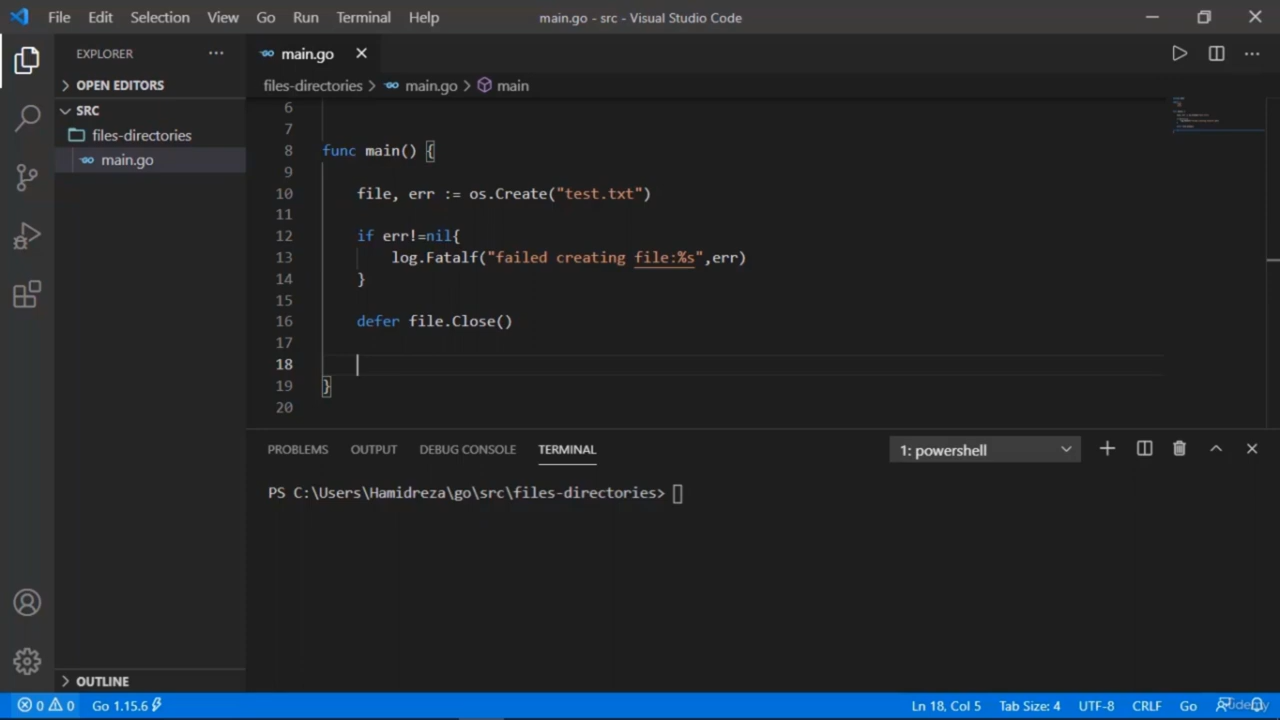 File Edit Selection View Go Run Terminal Help main.go - src - Visual Studio Code
EXPLORER
OPEN EDITORS
SRC
files-directories
main.go
main.go
files-directories > main.go > main
6
7
8 func main() {
9
10 file, err := os.Create("test.txt")
11
12 if err!=nil{
13 log.Fatalf("failed creating file:%s",err)
14 }
15
16 defer file.Close()
17
18
19 }
20
PROBLEMS OUTPUT DEBUG CONSOLE TERMINAL 1: powershell
PS C:\Users\Hamidreza\go\src\files-directories>
OUTLINE
0 0 Go 1.15.6 Ln 18, Col 5 Tab Size: 4 UTF-8 CRLF Go
Udemy